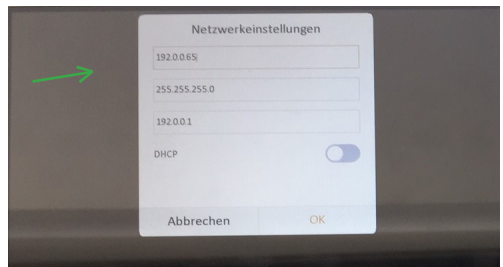 Netzwerkeinstellungen
192.0.0.65
255.255.255.0
192.0.0.1
DHCP
Abbrechen OK